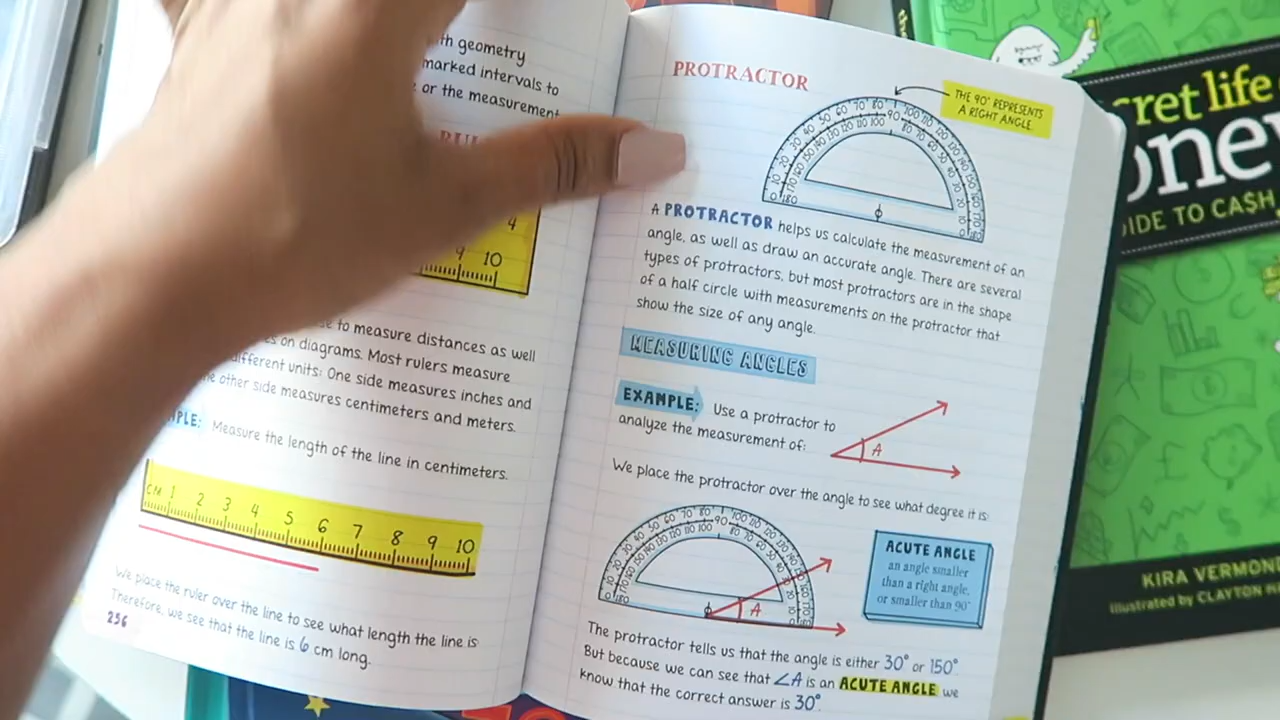 th geometry
marked intervals to
or the measurement
4
9 10
to measure distances as well
on diagrams. Most rulers measure
different units: One side measures inches and
other side measures centimeters and meters.
Measure the length of the line in centimeters.
CM 1 2 3 4 5 6 7 8 9 10
We place the ruler over the line to see what length the line is.
Therefore, we see that the line is 6 cm long.
256
PROTRACTOR
THE 90° REPRESENTS
A RIGHT ANGLE.
A PROTRACTOR helps us calculate the measurement of an
angle, as well as draw an accurate angle. There are several
types of protractors, but most protractors are in the shape
of a half circle with measurements on the protractor that
show the size of any angle.
MEASURING ANGLES
EXAMPLE: Use a protractor to
analyze the measurement of:
A
We place the protractor over the angle to see what degree it is:
A
ACUTE ANGLE
an angle smaller
than a right angle,
or smaller than 90°
The protractor tells us that the angle is either 30° or 150°.
But because we can see that ∠A is an ACUTE ANGLE we
know that the correct answer is 30°.
cret life
one
IDE TO CA$H
KIRA VERMOND
illustrated by CLAYTON